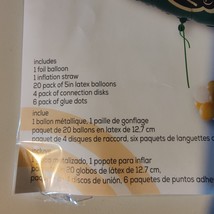 includes
1 foil balloon
1 inflation straw
20 pack of 5in latex balloons
4 pack of connection disks
6 pack of glue dots
inclue
1 ballon métallique, 1 paille de gonflage
paquet de 20 ballons en latex de 12,7 cm
paquet de 4 disques de raccord, six paquets de gouttelettes
metalizado, 1 popote para inflar
20 globos de látex de 12.7 cm,
discos de unión, 6 paquetes de puntos adhe